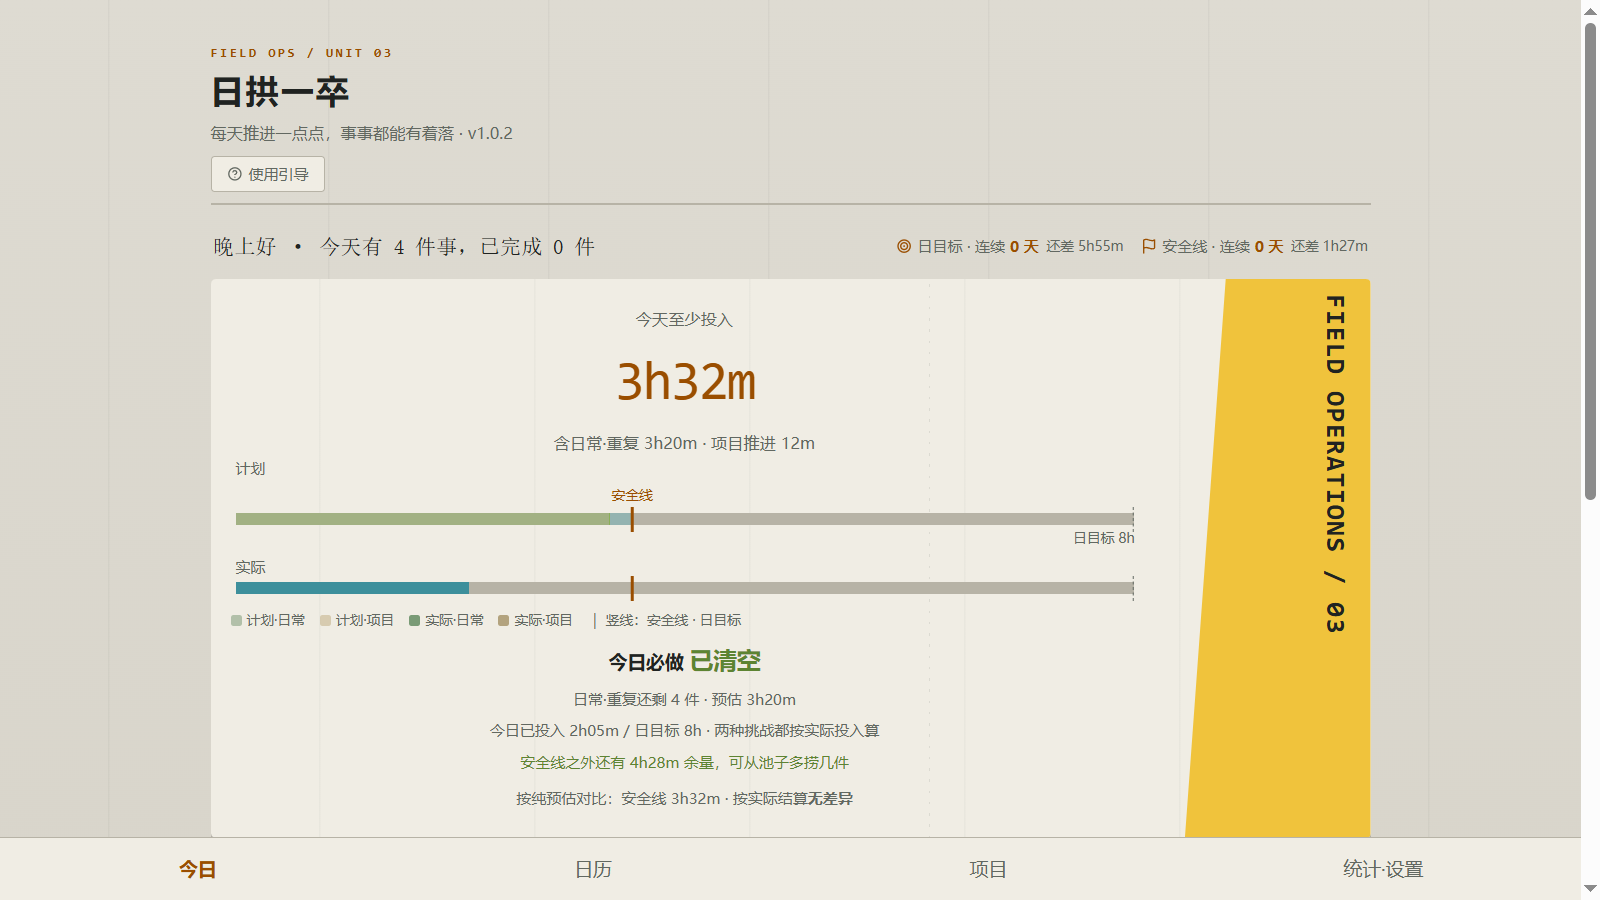 FIELD OPS / UNIT 03
日拱一卒
每天推进一点点，事事都能有着落 · v1.0.2
使用引导
晚上好 • 今天有 4 件事，已完成 0 件
日目标 · 连续 0 天 还差 5h55m
安全线 · 连续 0 天 还差 1h27m
FIELD OPERATIONS / 03
今天至少投入
3h32m
含日常·重复 3h20m · 项目推进 12m
计划
安全线
日目标 8h
实际
计划·日常 计划·项目 实际·日常 实际·项目 竖线：安全线 · 日目标
今日必做 已清空
日常·重复还剩 4 件 · 预估 3h20m
今日已投入 2h05m / 日目标 8h · 两种挑战都按实际投入算
安全线之外还有 4h28m 余量，可从池子多捞几件
按纯预估对比：安全线 3h32m · 按实际结算无差异
今日
日历
项目
统计·设置